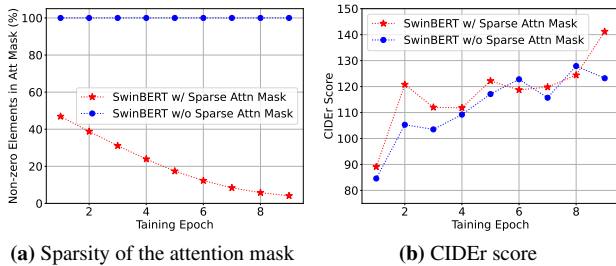 Non-zero Elements in Att Mask (%)
100
80
60
40
20
0
SwinBERT w/ Sparse Attn Mask
SwinBERT w/o Sparse Attn Mask
2 4 6 8
Taining Epoch
(a) Sparsity of the attention mask
CIDEr Score
150
140
130
120
110
100
90
80
SwinBERT w/ Sparse Attn Mask
SwinBERT w/o Sparse Attn Mask
2 4 6 8
Taining Epoch
(b) CIDEr score